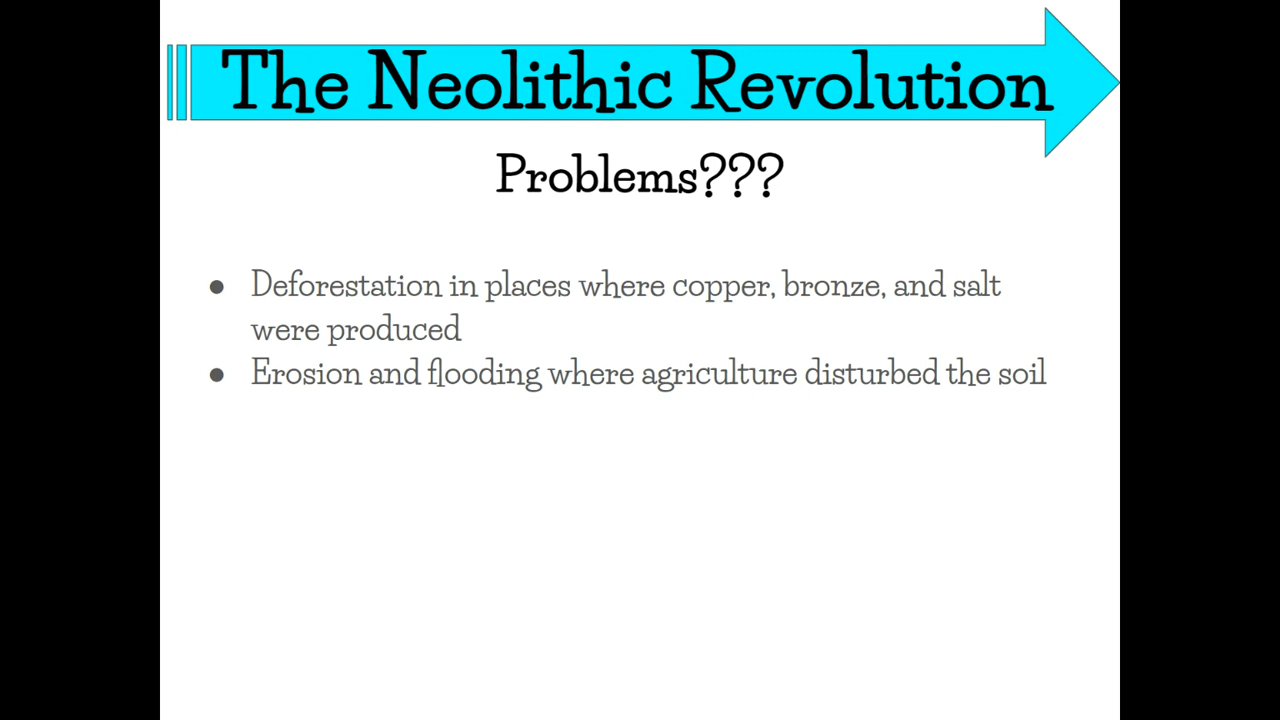 The Neolithic Revolution
Problems???
● Deforestation in places where copper, bronze, and salt
were produced
● Erosion and flooding where agriculture disturbed the soil